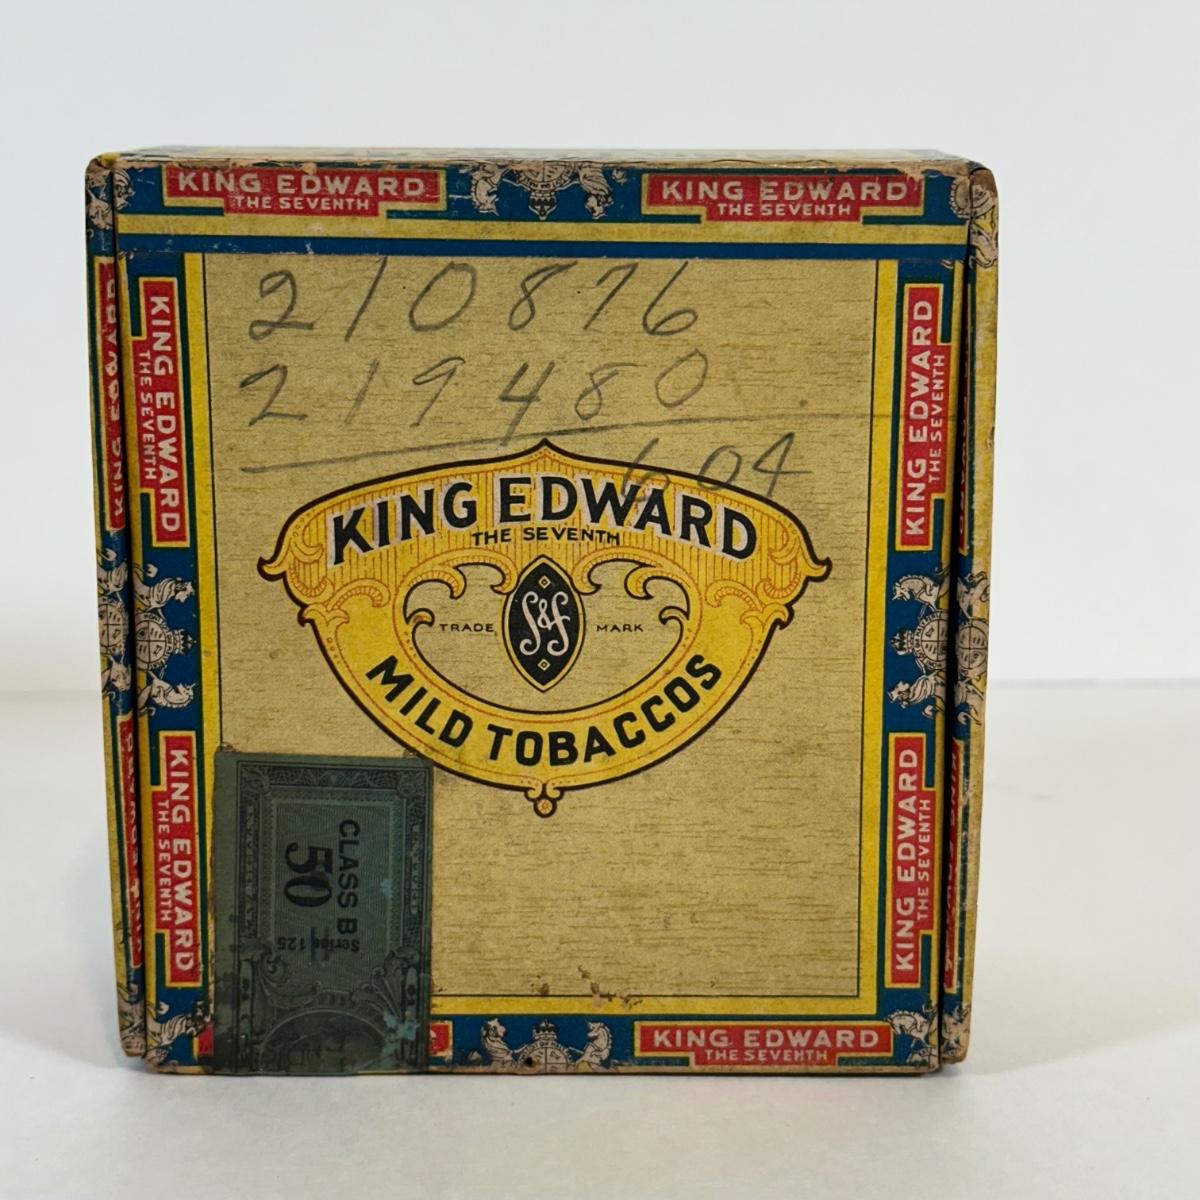 KING EDWARD
THE SEVENTH
KING EDWARD
THE SEVENTH
210876
219480
604
KING EDWARD
THE SEVENTH
KING EDWARD
THE SEVENTH
KING EDWARD
KING EDWARD
THE SEVENTH
TRADE MARK
S&F
MILD TOBACCOS
CLASS B
50
Series 125
KING EDWARD
THE SEVENTH
KING EDWARD
THE SEVENTH
KING EDWARD
THE SEVENTH